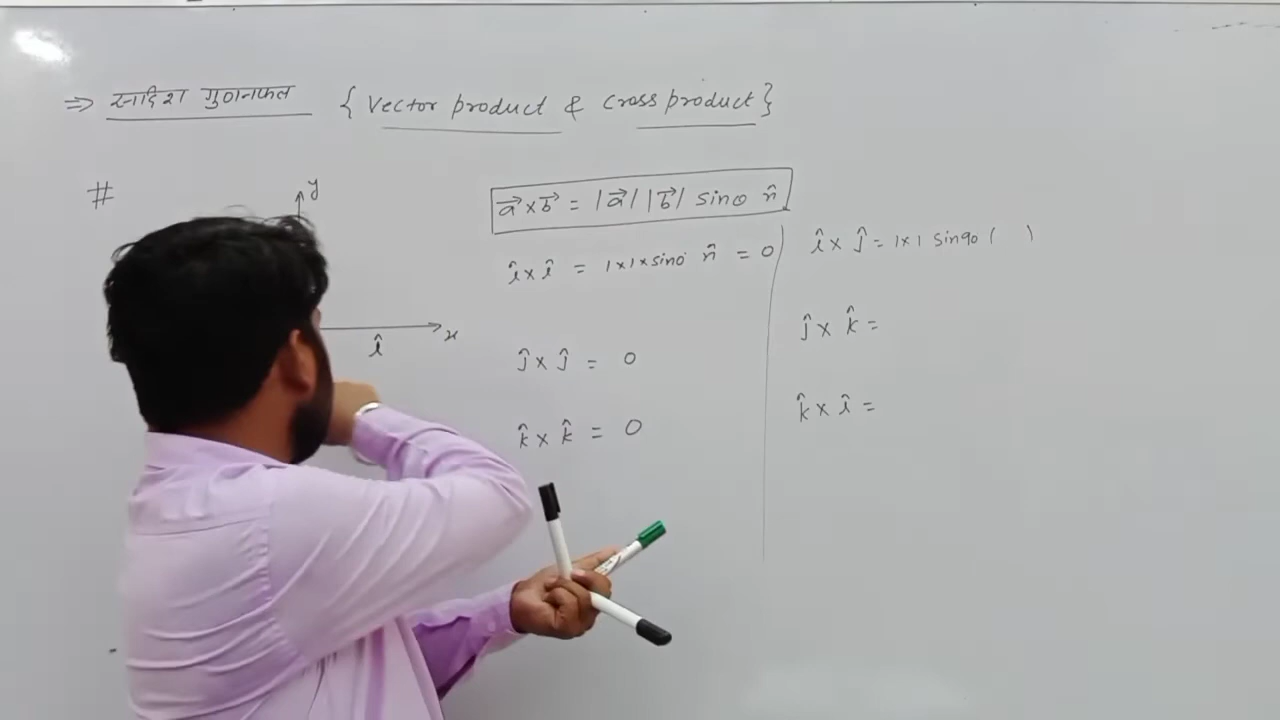 ⇒ सदिश गुणनफल { Vector product & Cross product }
#
y
x
î
a⃗ × b⃗ = |a⃗| |b⃗| sinθ n̂
î × î = 1×1×sin0° n̂ = 0
ĵ × ĵ = 0
k̂ × k̂ = 0
î × ĵ = 1×1 sin90 ( )
ĵ × k̂ =
k̂ × î =